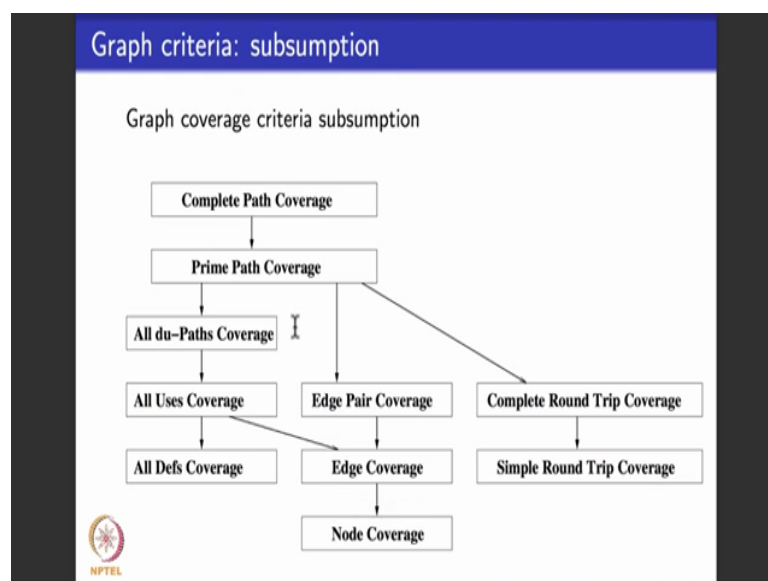 Graph criteria: subsumption
Graph coverage criteria subsumption
Complete Path Coverage
Prime Path Coverage
All du–Paths Coverage
All Uses Coverage
Edge Pair Coverage
Complete Round Trip Coverage
All Defs Coverage
Edge Coverage
Simple Round Trip Coverage
Node Coverage
NPTEL